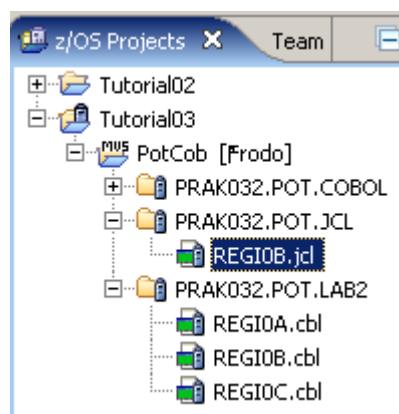 z/OS Projects Team
Tutorial02
Tutorial03
MVS PotCob [Frodo]
PRAK032.POT.COBOL
PRAK032.POT.JCL
REGI0B.jcl
PRAK032.POT.LAB2
REGI0A.cbl
REGI0B.cbl
REGI0C.cbl